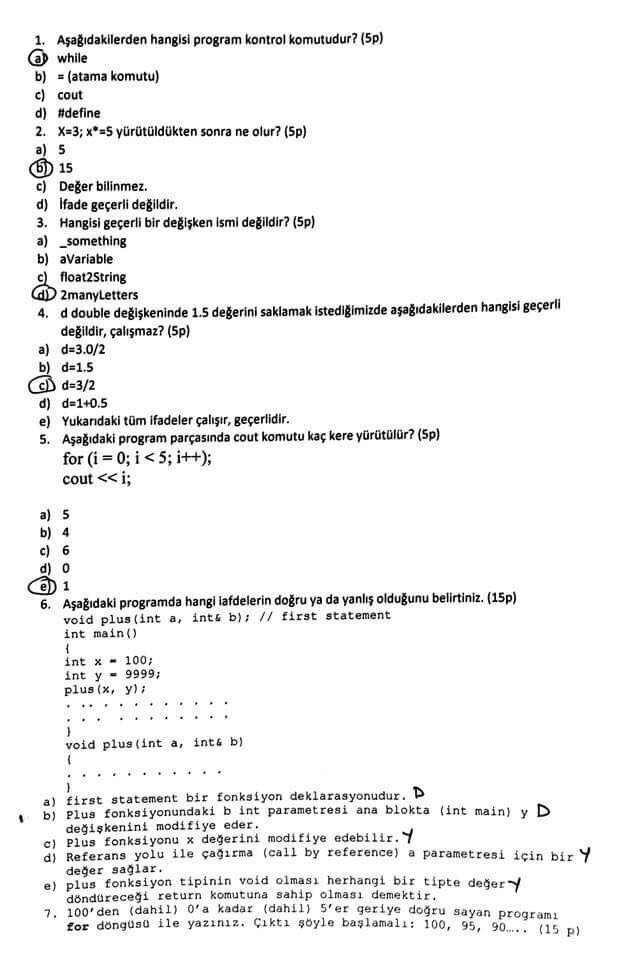 1. Aşağıdakilerden hangisi program kontrol komutudur? (5p)
a) while
b) = (atama komutu)
c) cout
d) #define
2. X=3; x*=5 yürütüldükten sonra ne olur? (5p)
a) 5
b) 15
c) Değer bilinmez.
d) İfade geçerli değildir.
3. Hangisi geçerli bir değişken ismi değildir? (5p)
a) _something
b) aVariable
c) float2String
d) 2manyLetters
4. d double değişkeninde 1.5 değerini saklamak istediğimizde aşağıdakilerden hangisi geçerli
değildir, çalışmaz? (5p)
a) d=3.0/2
b) d=1.5
c) d=3/2
d) d=1+0.5
e) Yukarıdaki tüm ifadeler çalışır, geçerlidir.
5. Aşağıdaki program parçasında cout komutu kaç kere yürütülür? (5p)
for (i = 0; i < 5; i++);
cout << i;
a) 5
b) 4
c) 6
d) 0
e) 1
6. Aşağıdaki programda hangi iafdelerin doğru ya da yanlış olduğunu belirtiniz. (15p)
void plus(int a, int& b); // first statement
int main()
{
int x = 100;
int y = 9999;
plus(x, y);
. . . . . . . . . . . .
. . . . . . . . . . . .
}
void plus(int a, int& b)
{
. . . . . . . . . . . .
}
a) first statement bir fonksiyon deklarasyonudur. D
b) Plus fonksiyonundaki b int parametresi ana blokta (int main) y D
değişkenini modifiye eder.
c) Plus fonksiyonu x değerini modifiye edebilir. Y
d) Referans yolu ile çağırma (call by reference) a parametresi için bir Y
değer sağlar.
e) plus fonksiyon tipinin void olması herhangi bir tipte değer Y
döndüreceği return komutuna sahip olması demektir.
7. 100'den (dahil) 0'a kadar (dahil) 5'er geriye doğru sayan programı
for döngüsü ile yazınız. Çıktı şöyle başlamalı: 100, 95, 90..... (15 p)